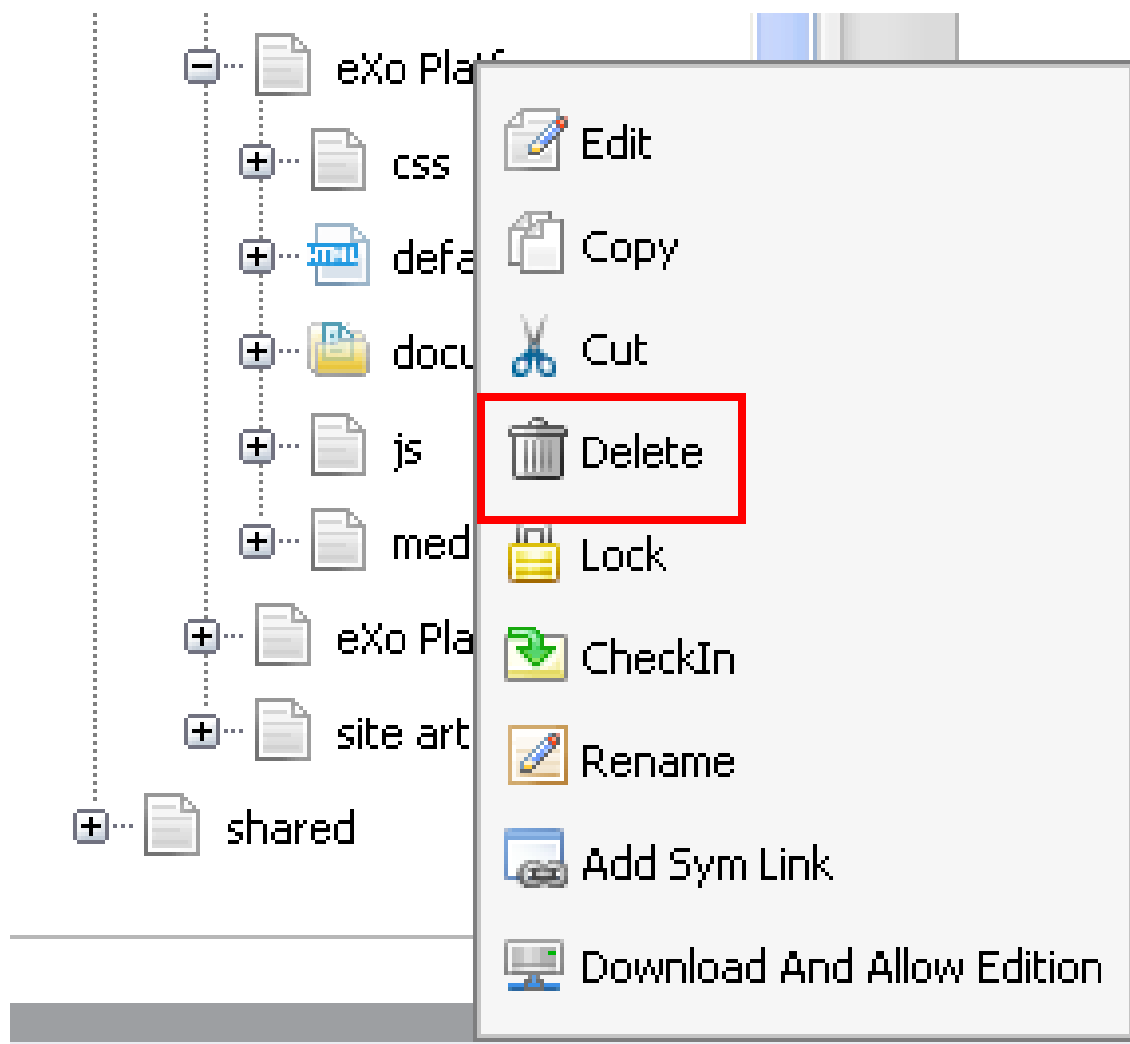 eXo Platf
css
HTML
defa
docu
js
med
eXo Pla
site art
shared
Edit
Copy
Cut
Delete
Lock
CheckIn
Rename
Add Sym Link
Download And Allow Edition